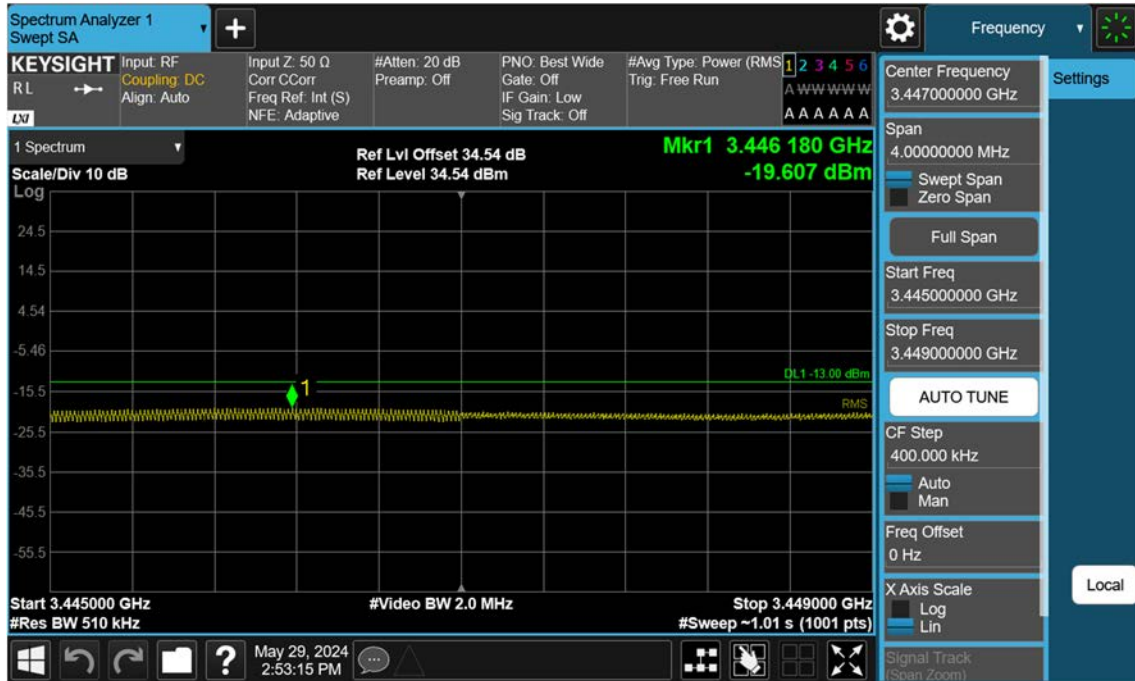 Spectrum Analyzer 1
Swept SA
+
Frequency
KEYSIGHT
R L
LXI
Input: RF
Coupling: DC
Align: Auto
Input Z: 50 Ω
Corr CCorr
Freq Ref: Int (S)
NFE: Adaptive
#Atten: 20 dB
Preamp: Off
PNO: Best Wide
Gate: Off
IF Gain: Low
Sig Track: Off
#Avg Type: Power (RMS
Trig: Free Run
1 2 3 4 5 6
A W W W W W
A A A A A A
1 Spectrum
Scale/Div 10 dB
Log
Ref Lvl Offset 34.54 dB
Ref Level 34.54 dBm
Mkr1 3.446 180 GHz
-19.607 dBm
24.5
14.5
4.54
-5.46
-15.5
-25.5
-35.5
-45.5
-55.5
1
DL1 -13.00 dBm
RMS
Start 3.445000 GHz
#Res BW 510 kHz
#Video BW 2.0 MHz
Stop 3.449000 GHz
#Sweep ~1.01 s (1001 pts)
Center Frequency
3.447000000 GHz
Settings
Span
4.00000000 MHz
Swept Span
Zero Span
Full Span
Start Freq
3.445000000 GHz
Stop Freq
3.449000000 GHz
AUTO TUNE
CF Step
400.000 kHz
Auto
Man
Freq Offset
0 Hz
X Axis Scale
Log
Lin
Local
Signal Track
(Span Zoom)
?
May 29, 2024
2:53:15 PM